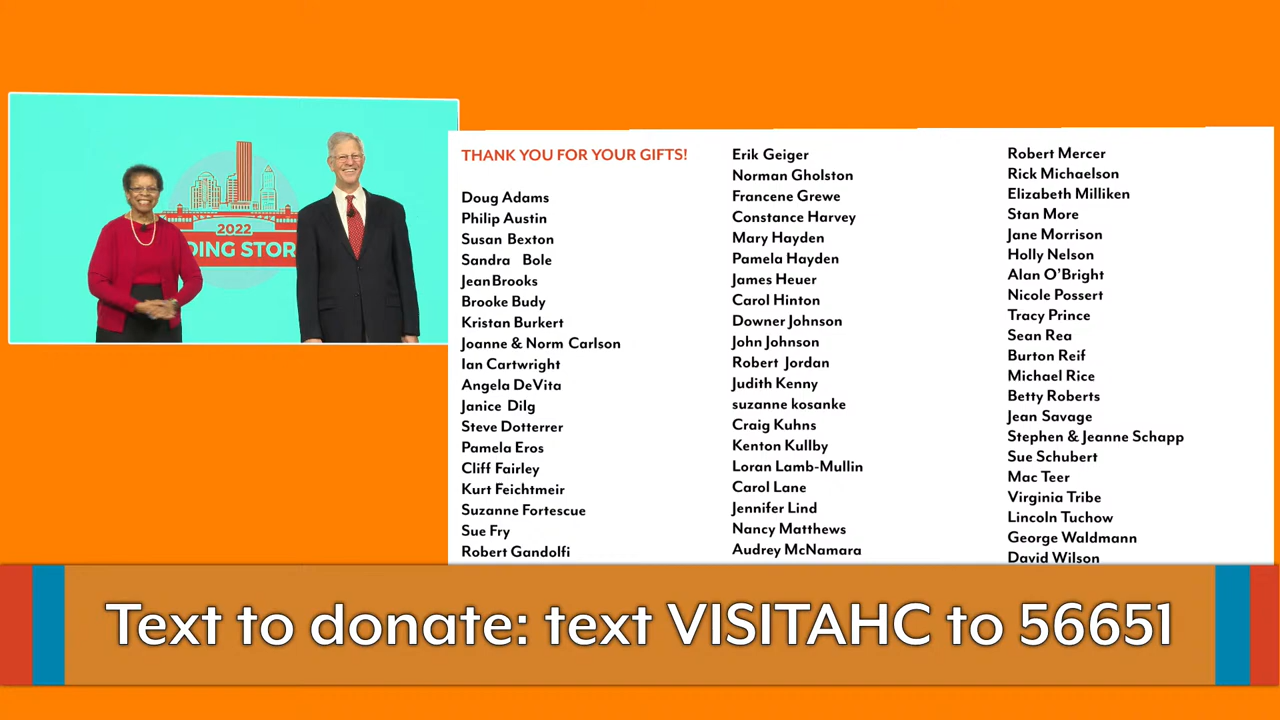 2022
DING STOR
THANK YOU FOR YOUR GIFTS!
Doug Adams
Philip Austin
Susan Bexton
Sandra Bole
JeanBrooks
Brooke Budy
Kristan Burkert
Joanne & Norm Carlson
Ian Cartwright
Angela DeVita
Janice Dilg
Steve Dotterrer
Pamela Eros
Cliff Fairley
Kurt Feichtmeir
Suzanne Fortescue
Sue Fry
Robert Gandolfi
Erik Geiger
Norman Gholston
Francene Grewe
Constance Harvey
Mary Hayden
Pamela Hayden
James Heuer
Carol Hinton
Downer Johnson
John Johnson
Robert Jordan
Judith Kenny
suzanne kosanke
Craig Kuhns
Kenton Kullby
Loran Lamb-Mullin
Carol Lane
Jennifer Lind
Nancy Matthews
Audrey McNamara
Robert Mercer
Rick Michaelson
Elizabeth Milliken
Stan More
Jane Morrison
Holly Nelson
Alan O'Bright
Nicole Possert
Tracy Prince
Sean Rea
Burton Reif
Michael Rice
Betty Roberts
Jean Savage
Stephen & Jeanne Schapp
Sue Schubert
Mac Teer
Virginia Tribe
Lincoln Tuchow
George Waldmann
David Wilson
Text to donate: text VISITAHC to 56651